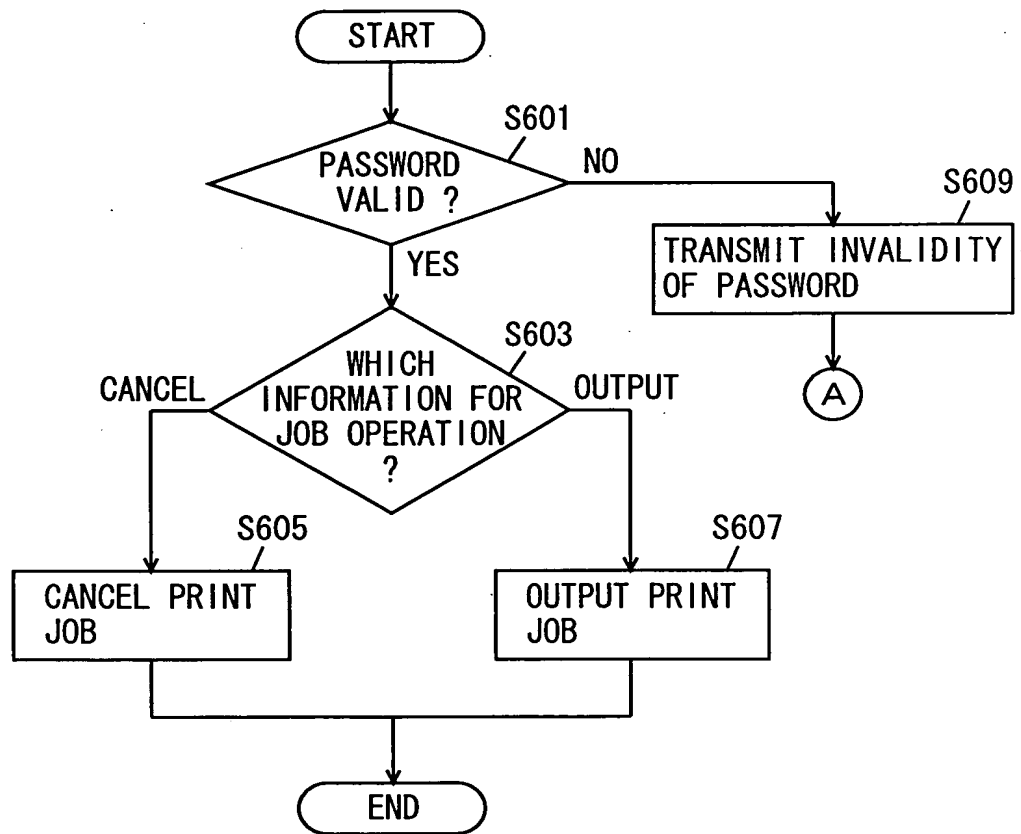 START
S601
PASSWORD
VALID ?
NO
YES
S609
TRANSMIT INVALIDITY
OF PASSWORD
A
S603
WHICH
INFORMATION FOR
JOB OPERATION
?
CANCEL
OUTPUT
S605
CANCEL PRINT
JOB
S607
OUTPUT PRINT
JOB
END